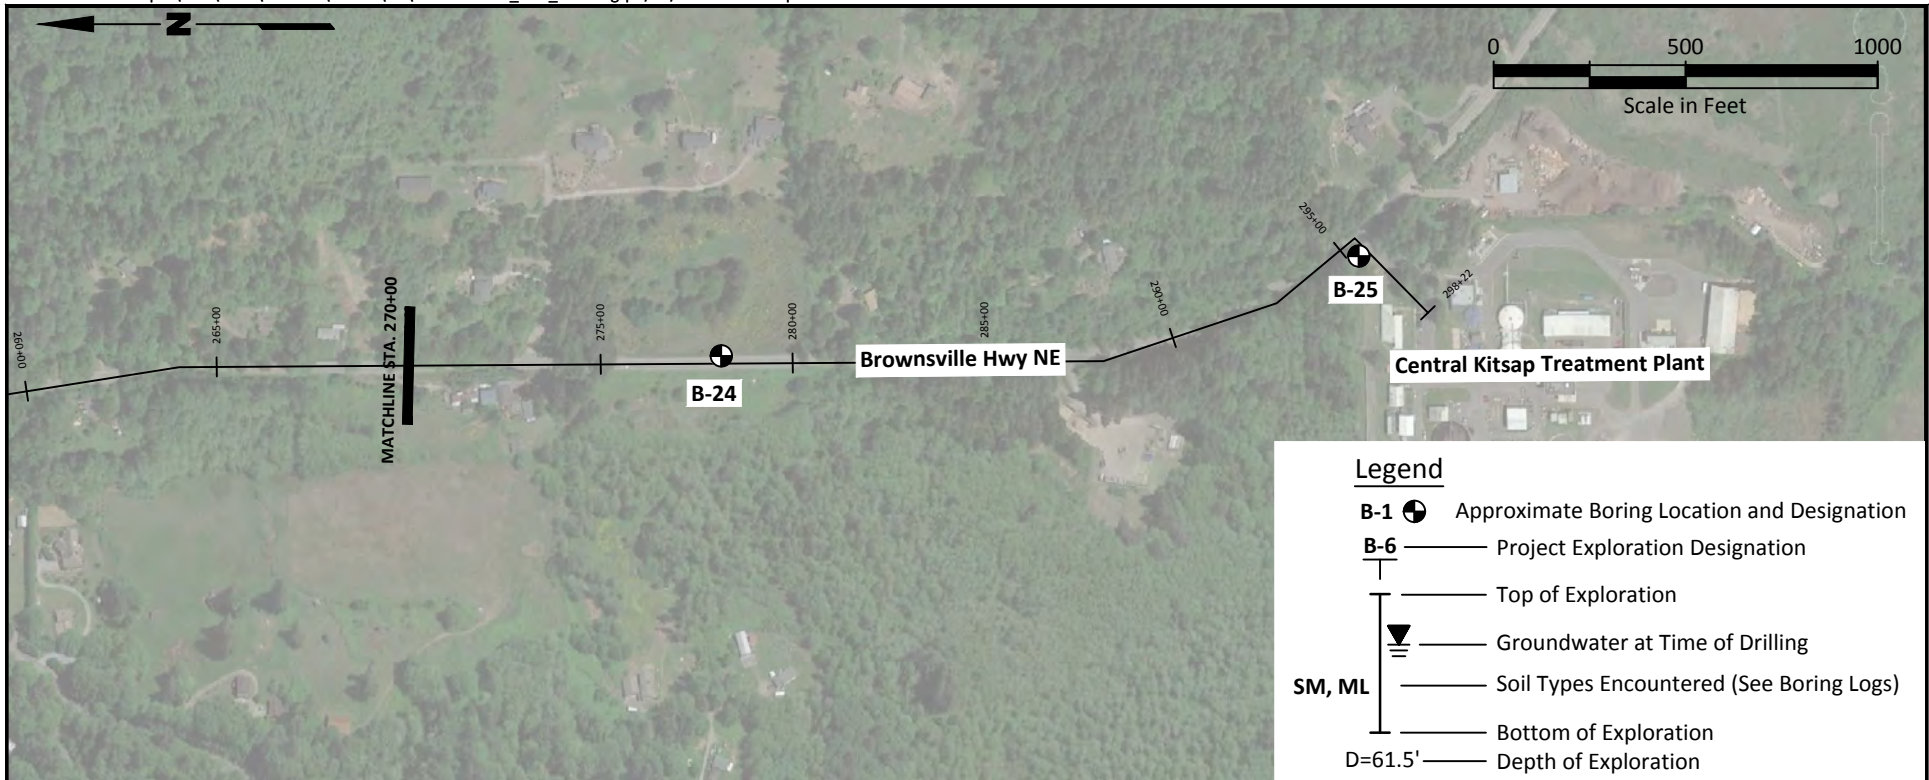 N
0 500 1000
Scale in Feet
295+00
B-25
298+22
290+00
260+00
265+00
MATCHLINE STA. 270+00
275+00
280+00
285+00
B-24
Brownsville Hwy NE
Central Kitsap Treatment Plant
Legend
B-1 Approximate Boring Location and Designation
B-6 Project Exploration Designation
Top of Exploration
Groundwater at Time of Drilling
SM, ML Soil Types Encountered (See Boring Logs)
Bottom of Exploration
D=61.5' Depth of Exploration